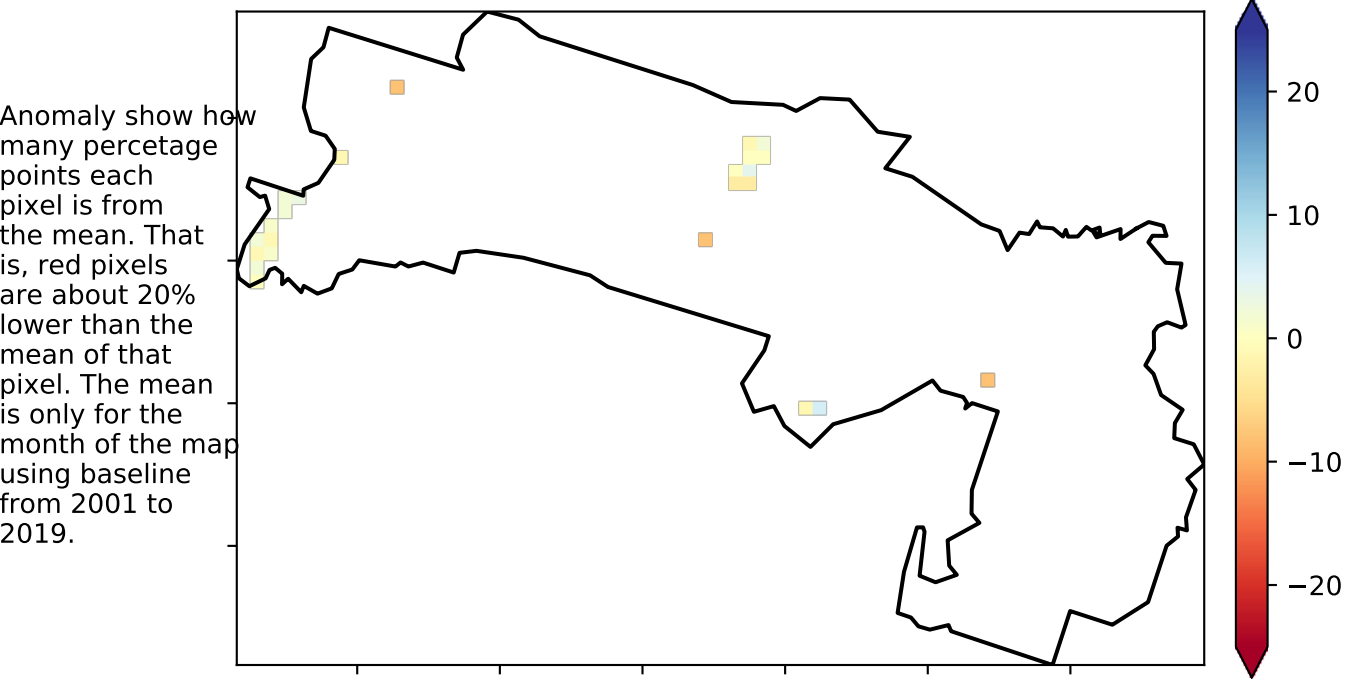 Anomaly show how
many percetage
points each
pixel is from
the mean. That
is, red pixels
are about 20%
lower than the
mean of that
pixel. The mean
is only for the
month of the map
using baseline
from 2001 to
2019.
20
10
0
−10
−20